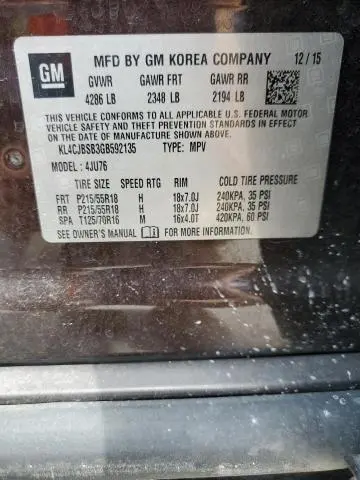 GM
MFD BY GM KOREA COMPANY 12 / 15
GVWR GAWR FRT GAWR RR
4286 LB 2348 LB 2194 LB
THIS VEHICLE CONFORMS TO ALL APPLICABLE U.S. FEDERAL MOTOR
VEHICLE SAFETY, BUMPER, AND THEFT PREVENTION STANDARDS IN EFFECT
ON THE DATE OF MANUFACTURE SHOWN ABOVE.
KL4CJBSB3GB592135 TYPE: MPV
MODEL : 4JU76
TIRE SIZE SPEED RTG RIM COLD TIRE PRESSURE
FRT P215/55R18 H 18x7.0J 240KPA, 35 PSI
RR P215/55R18 H 18x7.0J 240KPA, 35 PSI
SPA T125/70R16 M 16x4.0T 420KPA, 60 PSI
SEE OWNER'S MANUAL FOR MORE INFORMATION.